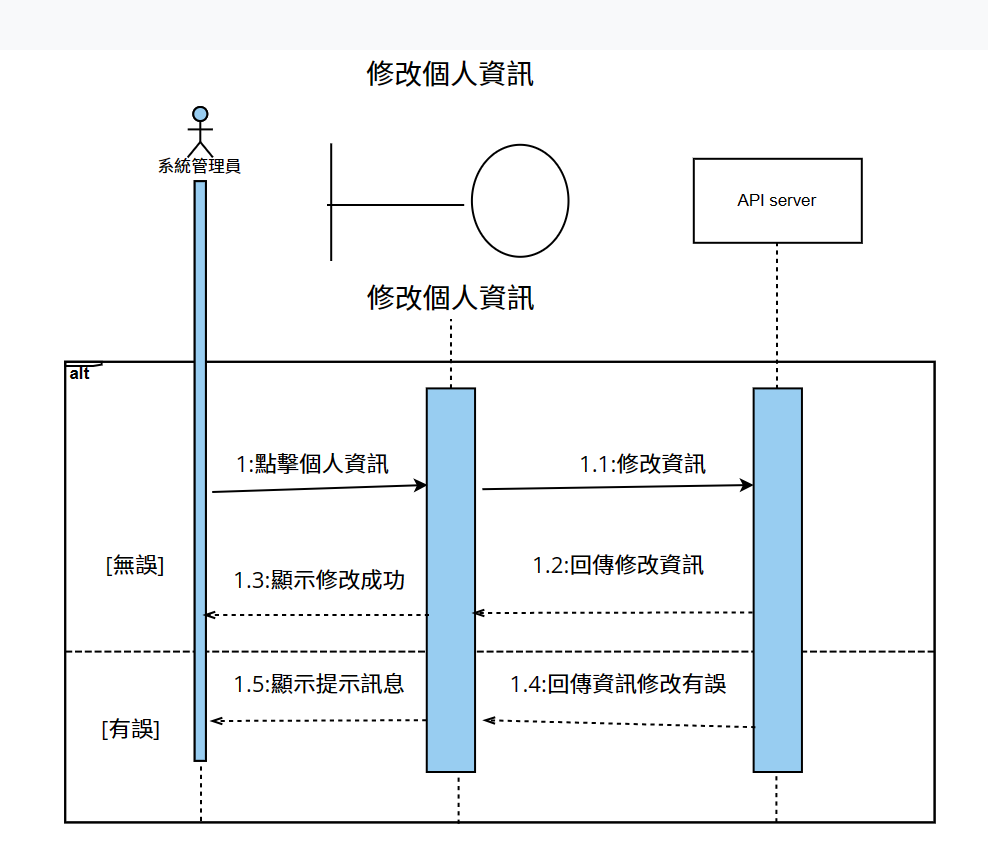 修改個人資訊
系統管理員
API server
修改個人資訊
alt
1:點擊個人資訊
1.1:修改資訊
[無誤]
1.3:顯示修改成功
1.2:回傳修改資訊
1.5:顯示提示訊息
1.4:回傳資訊修改有誤
[有誤]